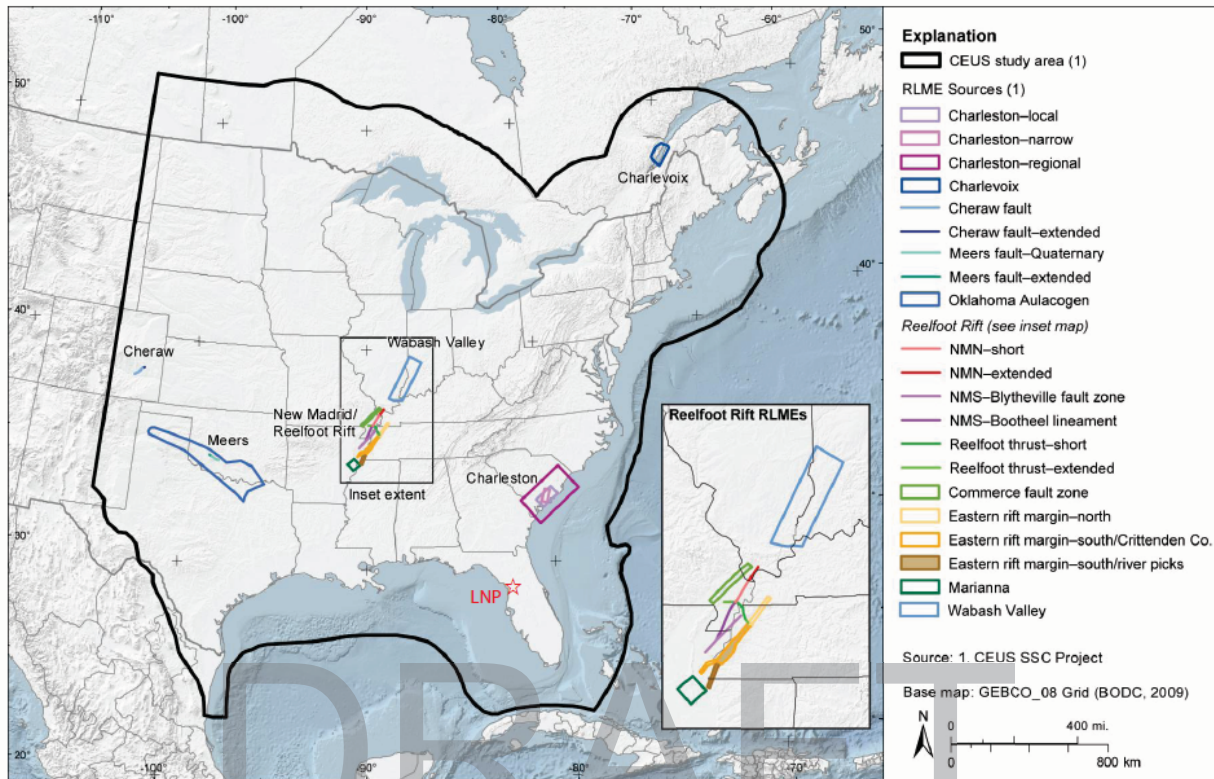 -110°
-100°
-90°
-80°
-70°
-60°
50°
50°
40°
40°
30°
20°
-100°
-90°
-80°
-70°
Charlevoix
Cheraw
Wabash Valley
New Madrid/
Reelfoot Rift
Meers
Inset extent
Charleston
LNP
Reelfoot Rift RLMEs
DRAFT
Explanation
CEUS study area (1)
RLME Sources (1)
Charleston–local
Charleston–narrow
Charleston–regional
Charlevoix
Cheraw fault
Cheraw fault–extended
Meers fault–Quaternary
Meers fault–extended
Oklahoma Aulacogen
Reelfoot Rift (see inset map)
NMN–short
NMN–extended
NMS–Blytheville fault zone
NMS–Bootheel lineament
Reelfoot thrust–short
Reelfoot thrust–extended
Commerce fault zone
Eastern rift margin–north
Eastern rift margin–south/Crittenden Co.
Eastern rift margin–south/river picks
Marianna
Wabash Valley
Source: 1. CEUS SSC Project
Base map: GEBCO_08 Grid (BODC, 2009)
N
0 400 mi.
0 800 km